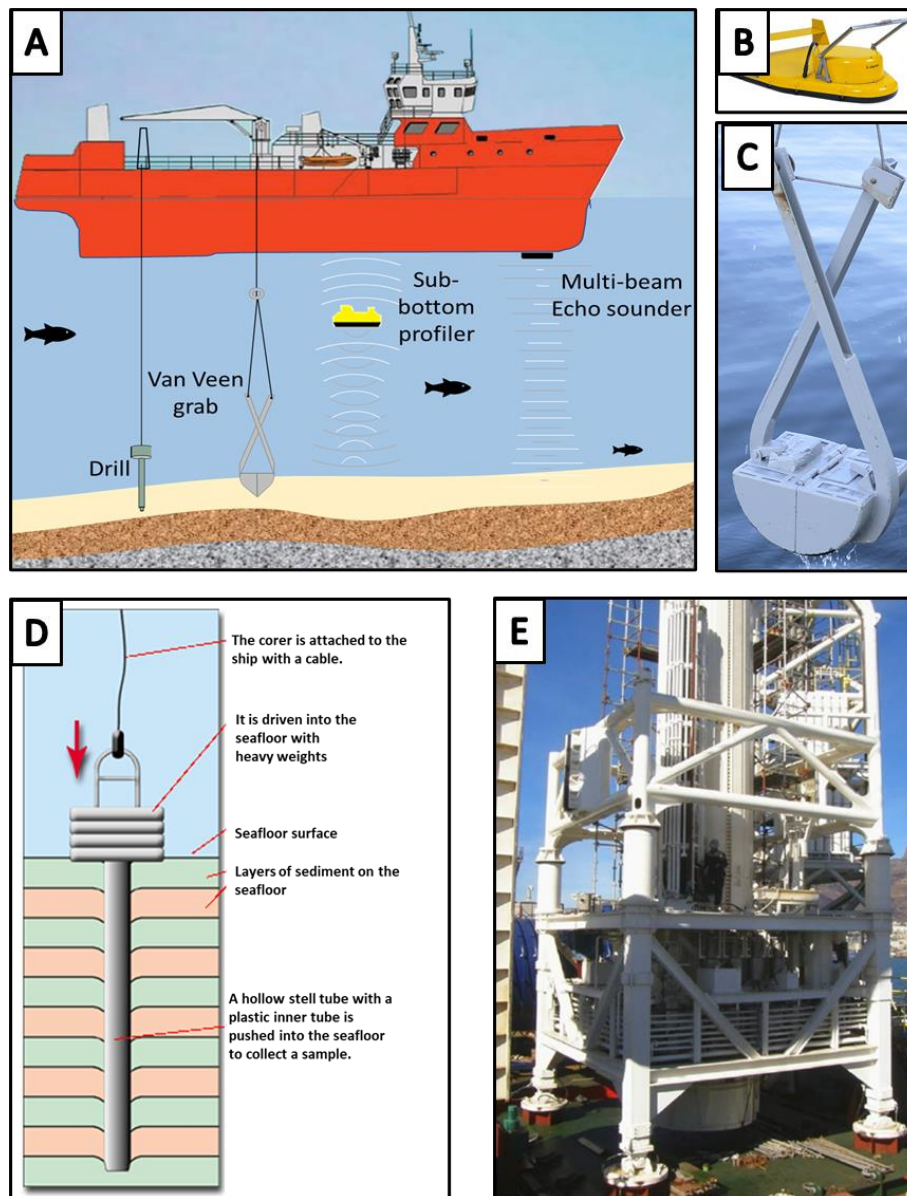 A
Sub-
bottom
profiler
Multi-beam
Echo sounder
Van Veen
grab
Drill
B
C
D
The corer is attached to the
ship with a cable.
It is driven into the
seafloor with
heavy weights
Seafloor surface
Layers of sediment on the
seafloor
A hollow stell tube with a
plastic inner tube is
pushed into the seafloor
to collect a sample.
E